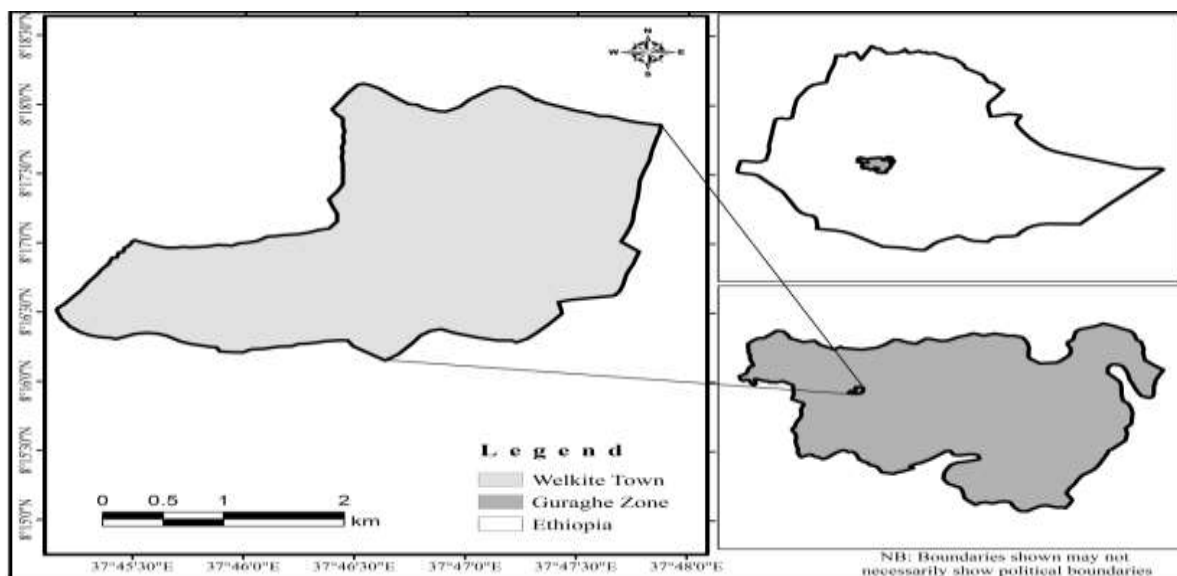 N
W E
S
8°18'30"N
8°18'0"N
8°17'30"N
8°17'0"N
8°16'30"N
8°16'0"N
8°15'30"N
8°15'0"N
Legend
Welkite Town
Guraghe Zone
Ethiopia
0 0.5 1 2
km
37°45'30"E 37°46'0"E 37°46'30"E 37°47'0"E 37°47'30"E 37°48'0"E
NB: Boundaries shown may not
necessarily show political boundaries